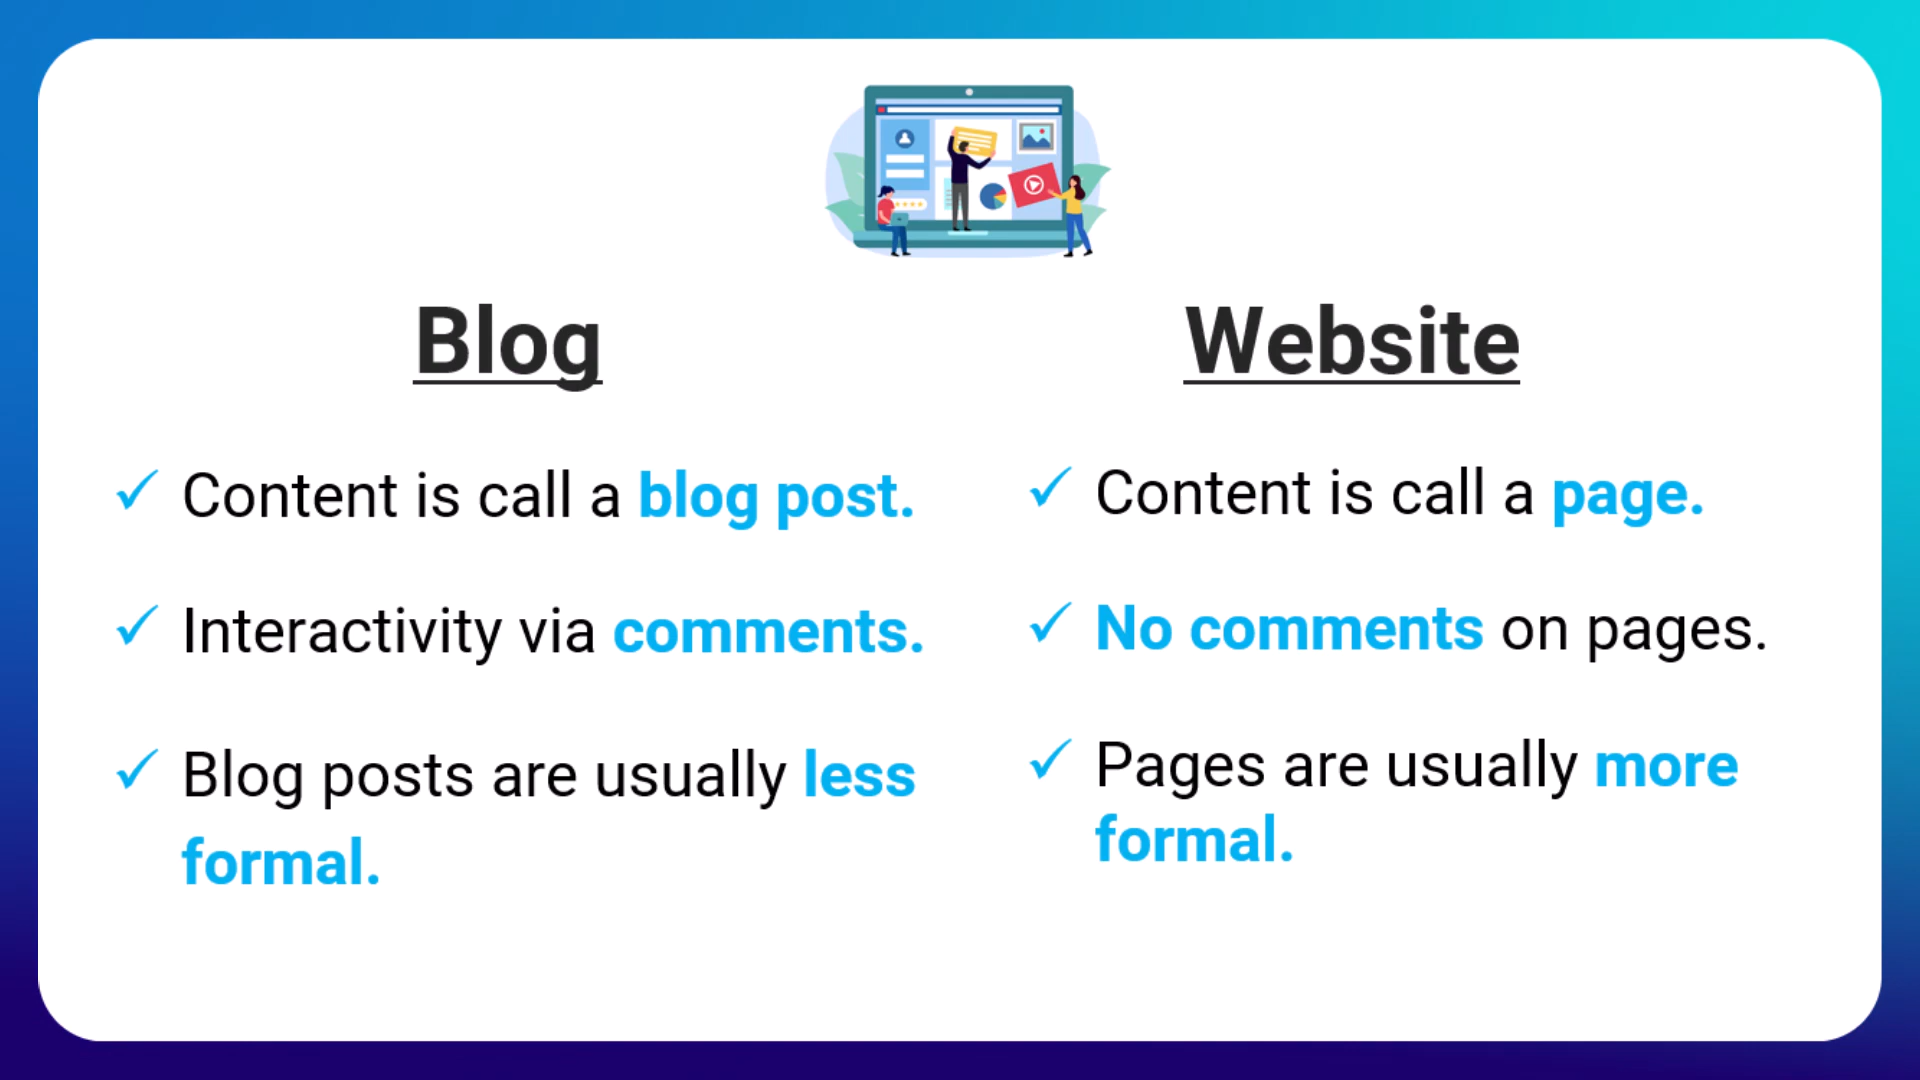 Blog
Content is call a blog post.
Interactivity via comments.
Blog posts are usually less
formal.
Website
Content is call a page.
No comments on pages.
Pages are usually more
formal.